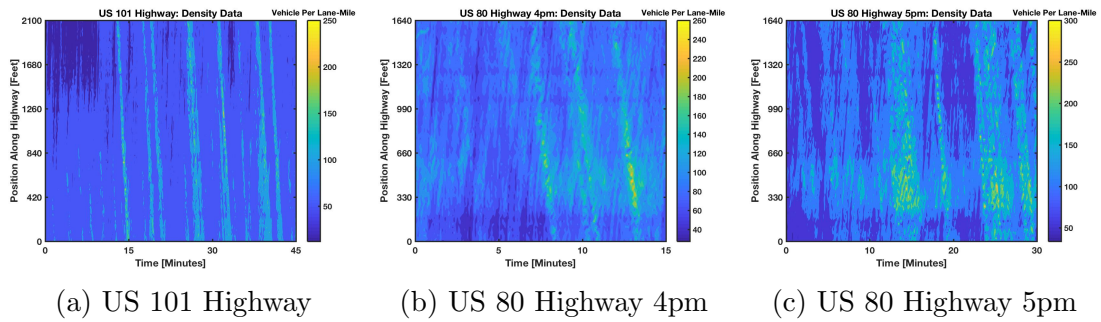 US 101 Highway: Density Data
Vehicle Per Lane-Mile
2100
1680
1260
840
420
0
Position Along Highway [Feet]
0 15 30 45
Time [Minutes]
250
200
150
100
50
(a) US 101 Highway
US 80 Highway 4pm: Density Data
Vehicle Per Lane-Mile
1640
1320
990
660
330
0
Position Along Highway [Feet]
0 5 10 15
Time [Minutes]
260
240
220
200
180
160
140
120
100
80
60
40
(b) US 80 Highway 4pm
US 80 Highway 5pm: Density Data
Vehicle Per Lane-Mile
1640
1320
990
660
330
0
Position Along Highway [Feet]
0 10 20 30
Time [Minutes]
300
250
200
150
100
50
(c) US 80 Highway 5pm